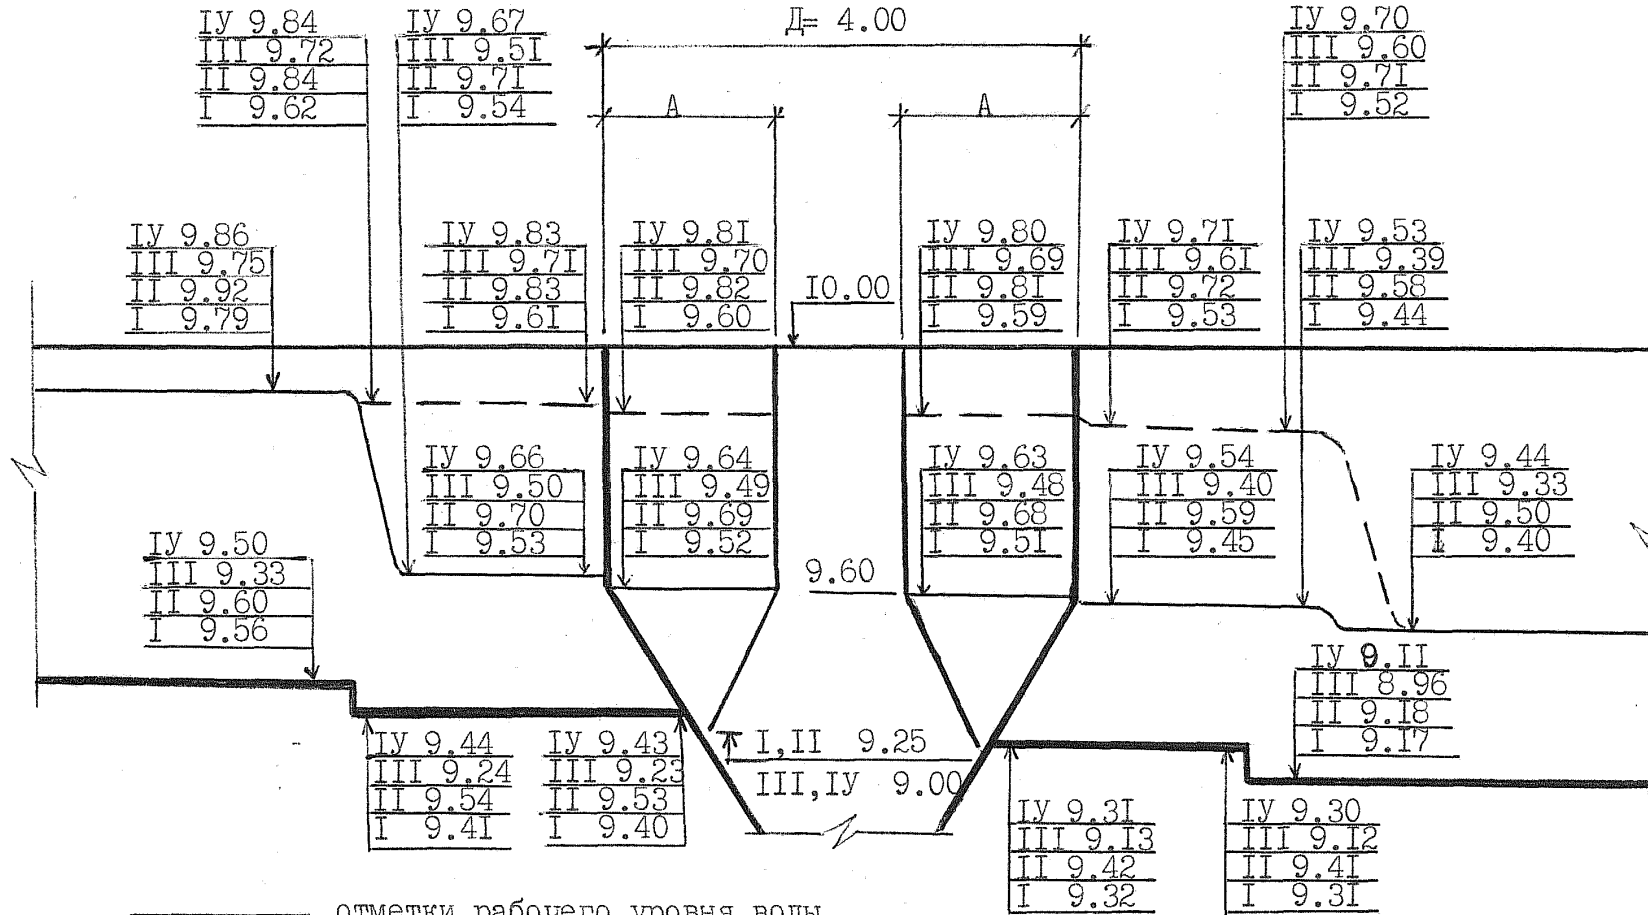 IУ 9.84
III 9.72
II 9.84
I 9.62
IУ 9.67
III 9.5I
II 9.7I
I 9.54
Д= 4.00
IУ 9.70
III 9.60
II 9.7I
I 9.52
А
А
IУ 9.86
III 9.75
II 9.92
I 9.79
IУ 9.83
III 9.7I
II 9.83
I 9.6I
IУ 9.8I
III 9.70
II 9.82
I 9.60
I0.00
IУ 9.80
III 9.69
II 9.8I
I 9.59
IУ 9.7I
III 9.6I
II 9.72
I 9.53
IУ 9.53
III 9.39
II 9.58
I 9.44
IУ 9.66
III 9.50
II 9.70
I 9.53
IУ 9.64
III 9.49
II 9.69
I 9.52
IУ 9.63
III 9.48
II 9.68
I 9.5I
IУ 9.54
III 9.40
II 9.59
I 9.45
IУ 9.44
III 9.33
II 9.50
I 9.40
IУ 9.50
III 9.33
II 9.60
I 9.56
9.60
IУ 9.II
III 8.96
II 9.I8
I 9.I7
IУ 9.44
III 9.24
II 9.54
I 9.4I
IУ 9.43
III 9.23
II 9.53
I 9.40
I,II 9.25
III,IУ 9.00
IУ 9.3I
III 9.I3
II 9.42
I 9.32
IУ 9.30
III 9.I2
II 9.4I
I 9.3I
отметки рабочего уровня воды